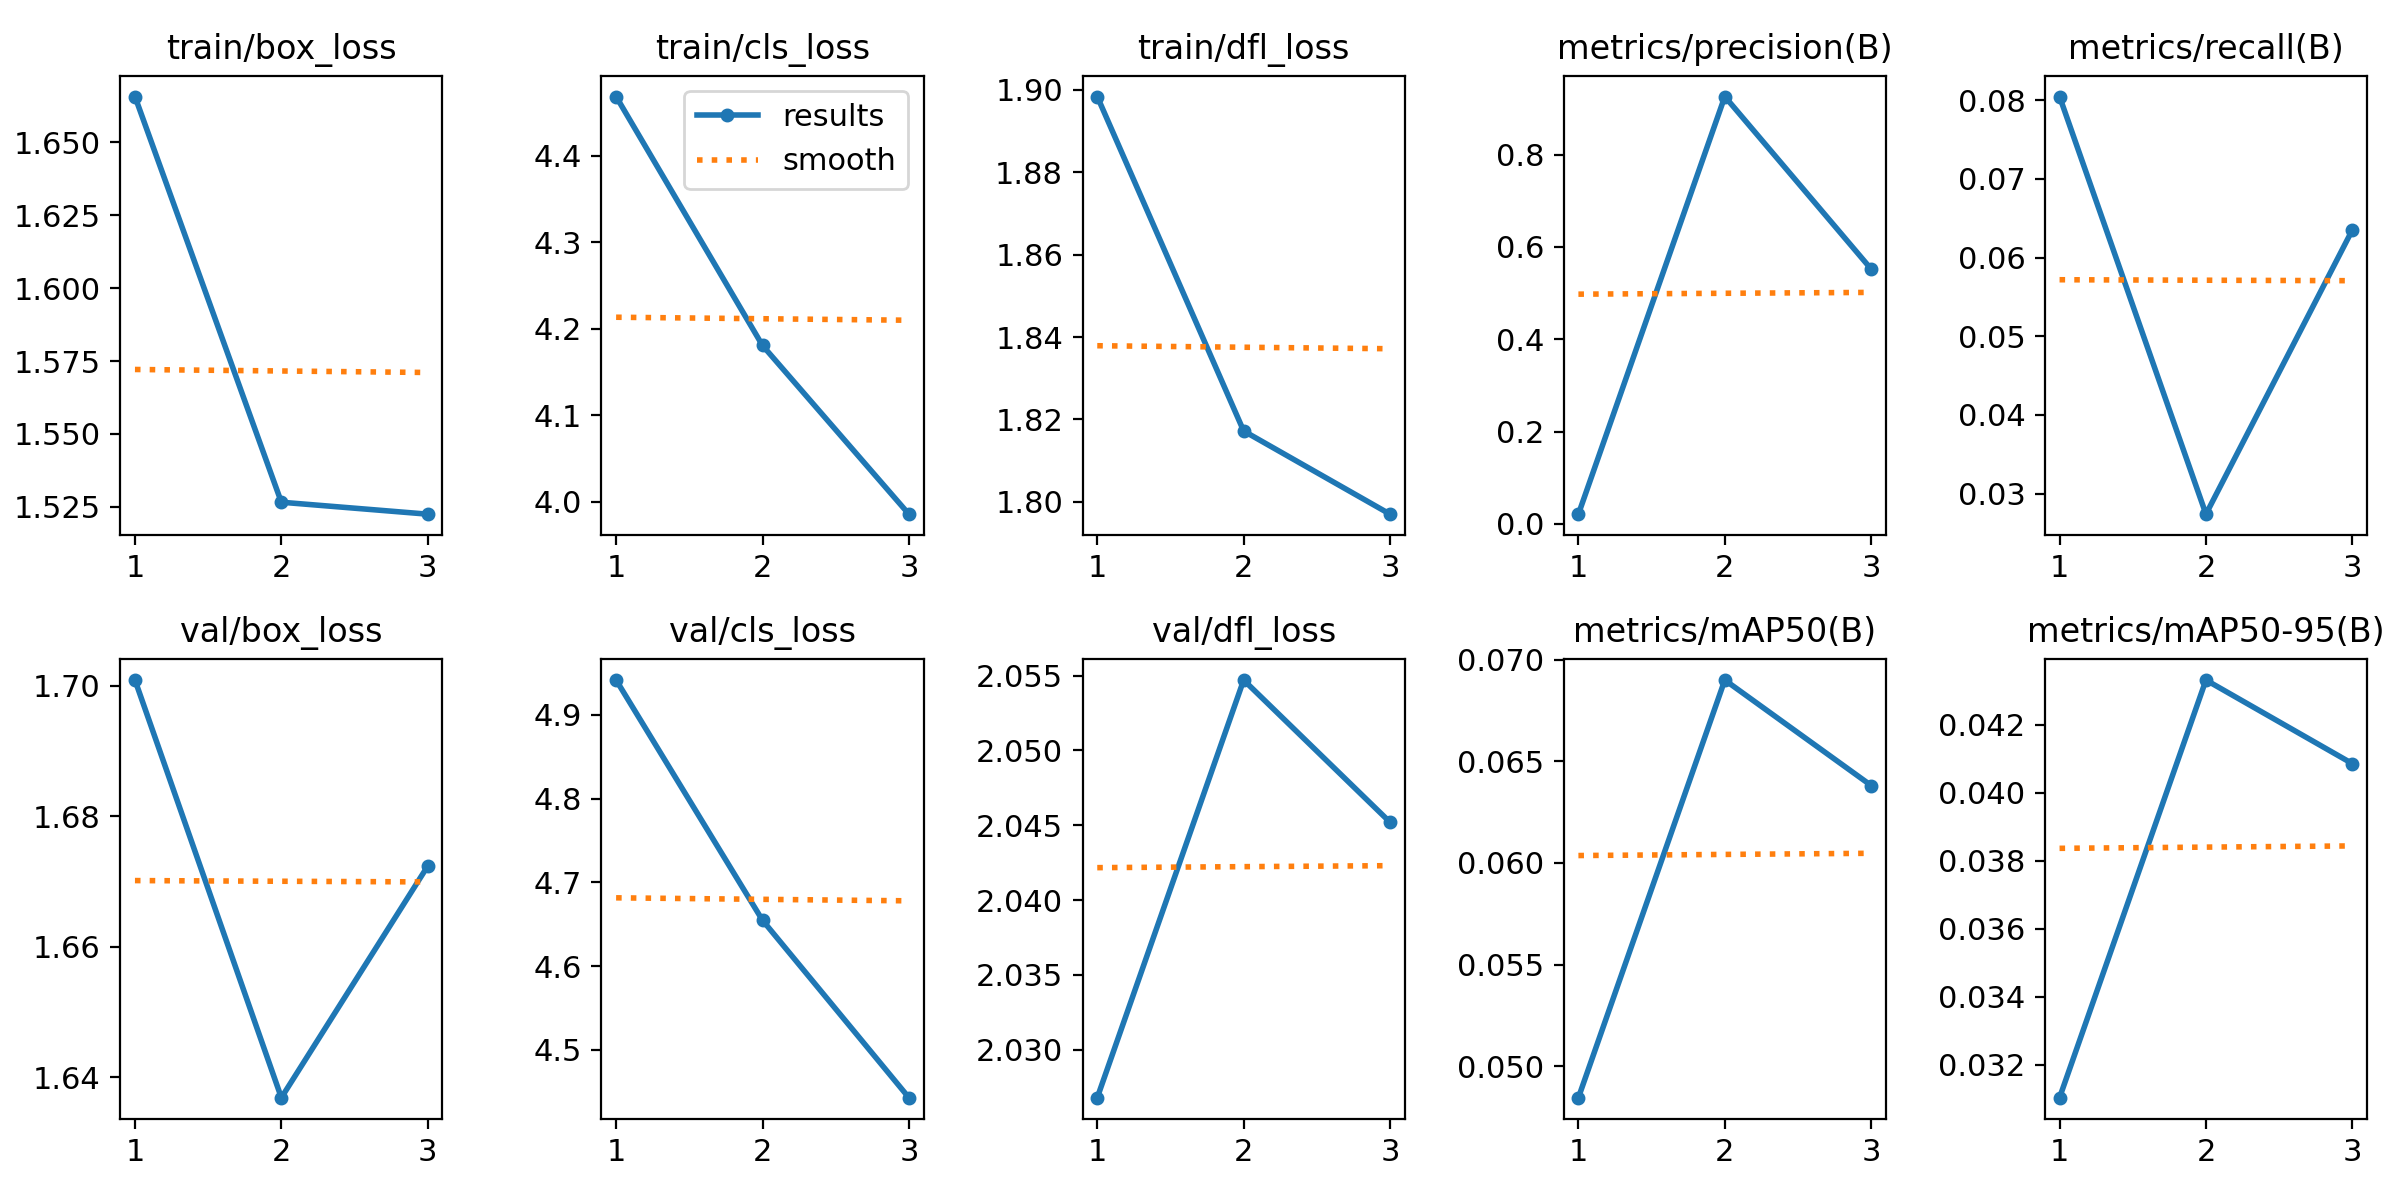 train/box_loss
1.650
1.625
1.600
1.575
1.550
1.525
1 2 3
train/cls_loss
results
smooth
4.4
4.3
4.2
4.1
4.0
1 2 3
train/dfl_loss
1.90
1.88
1.86
1.84
1.82
1.80
1 2 3
metrics/precision(B)
0.8
0.6
0.4
0.2
0.0
1 2 3
metrics/recall(B)
0.08
0.07
0.06
0.05
0.04
0.03
1 2 3
val/box_loss
1.70
1.68
1.66
1.64
1 2 3
val/cls_loss
4.9
4.8
4.7
4.6
4.5
1 2 3
val/dfl_loss
2.055
2.050
2.045
2.040
2.035
2.030
1 2 3
metrics/mAP50(B)
0.070
0.065
0.060
0.055
0.050
1 2 3
metrics/mAP50-95(B)
0.042
0.040
0.038
0.036
0.034
0.032
1 2 3